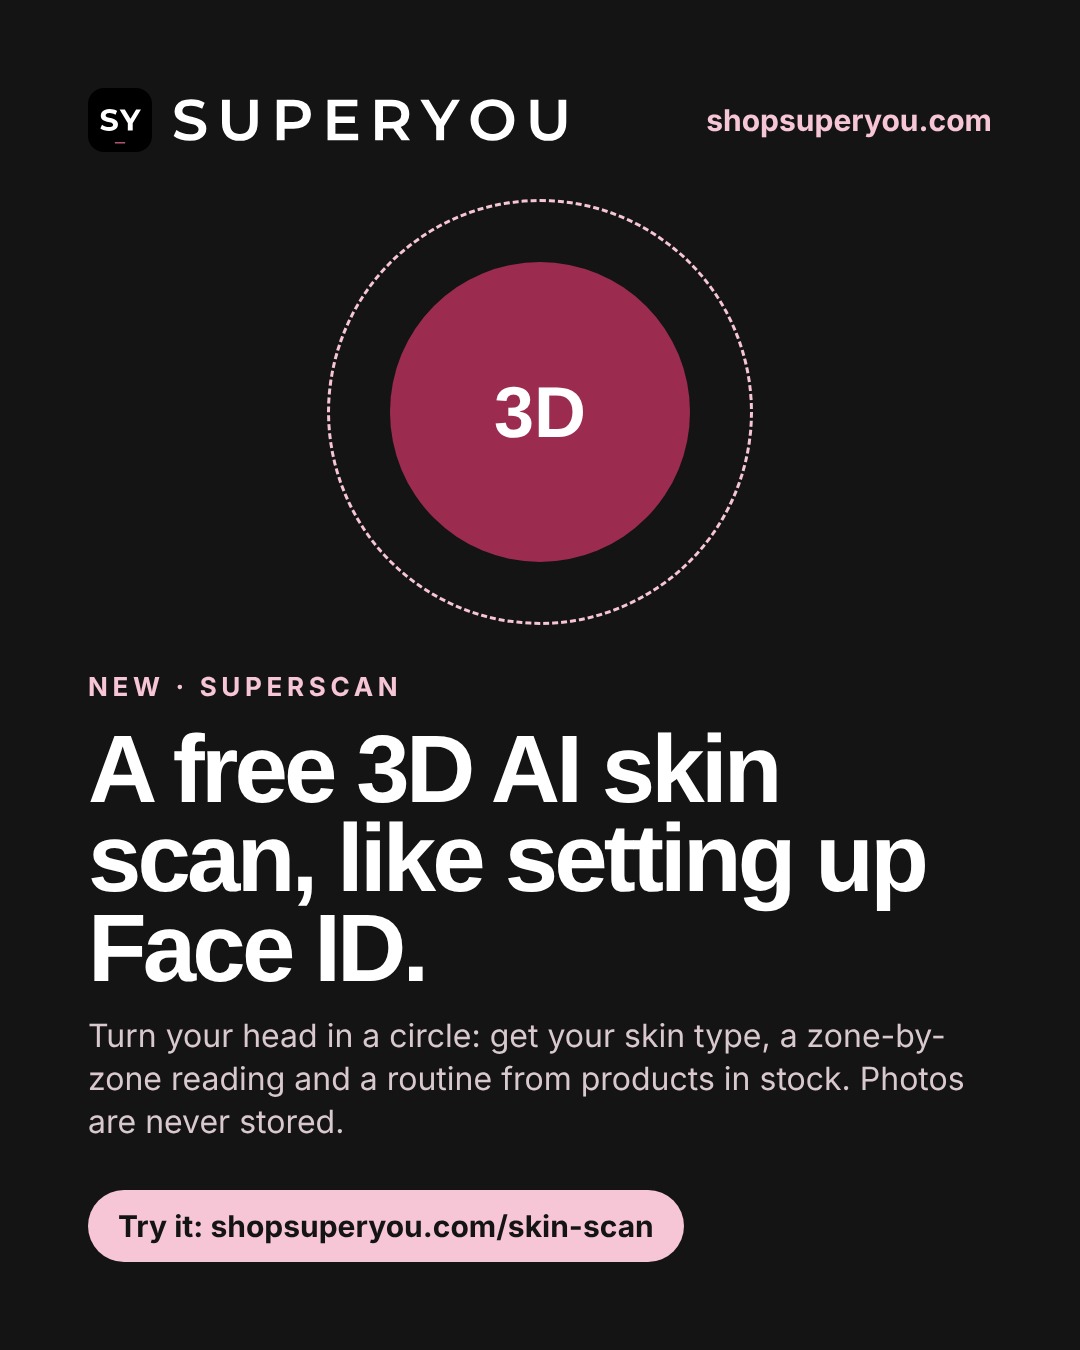 SY SUPERYOU
shopsuperyou.com
3D
NEW · SUPERSCAN
A free 3D AI skin
scan, like setting up
Face ID.
Turn your head in a circle: get your skin type, a zone-by-
zone reading and a routine from products in stock. Photos
are never stored.
Try it: shopsuperyou.com/skin-scan